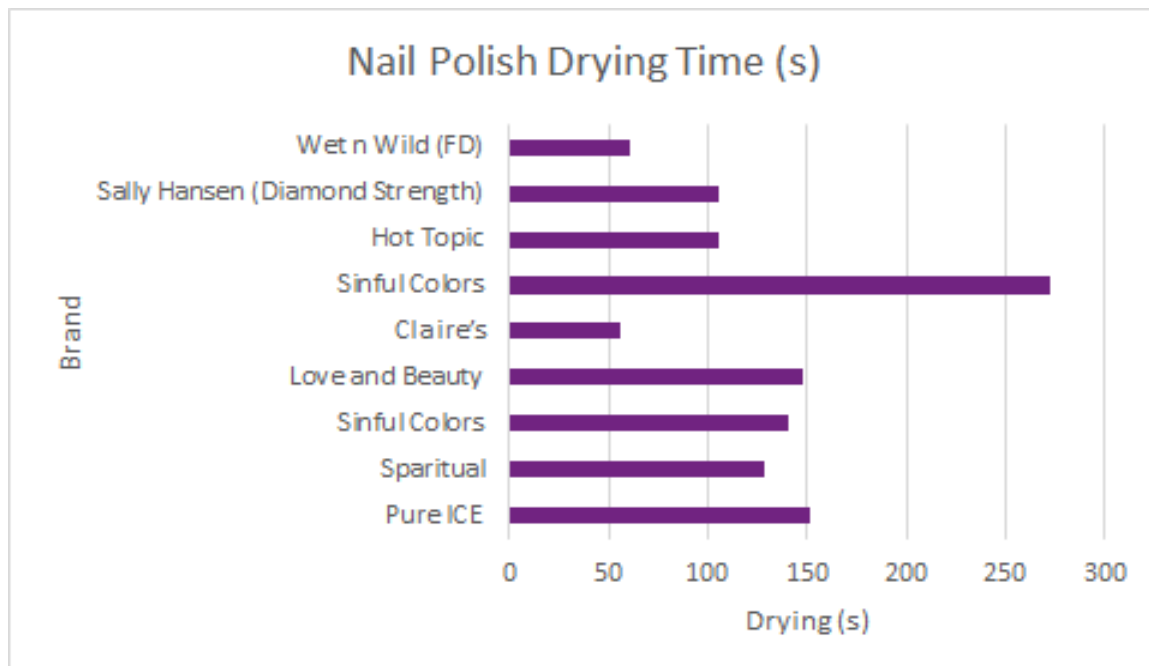 Nail Polish Drying Time (s)
Wet n Wild (FD)
Sally Hansen (Diamond Strength)
Hot Topic
Sinful Colors
Claire’s
Love and Beauty
Sinful Colors
Sparitual
Pure ICE
Brand
0 50 100 150 200 250 300
Drying (s)